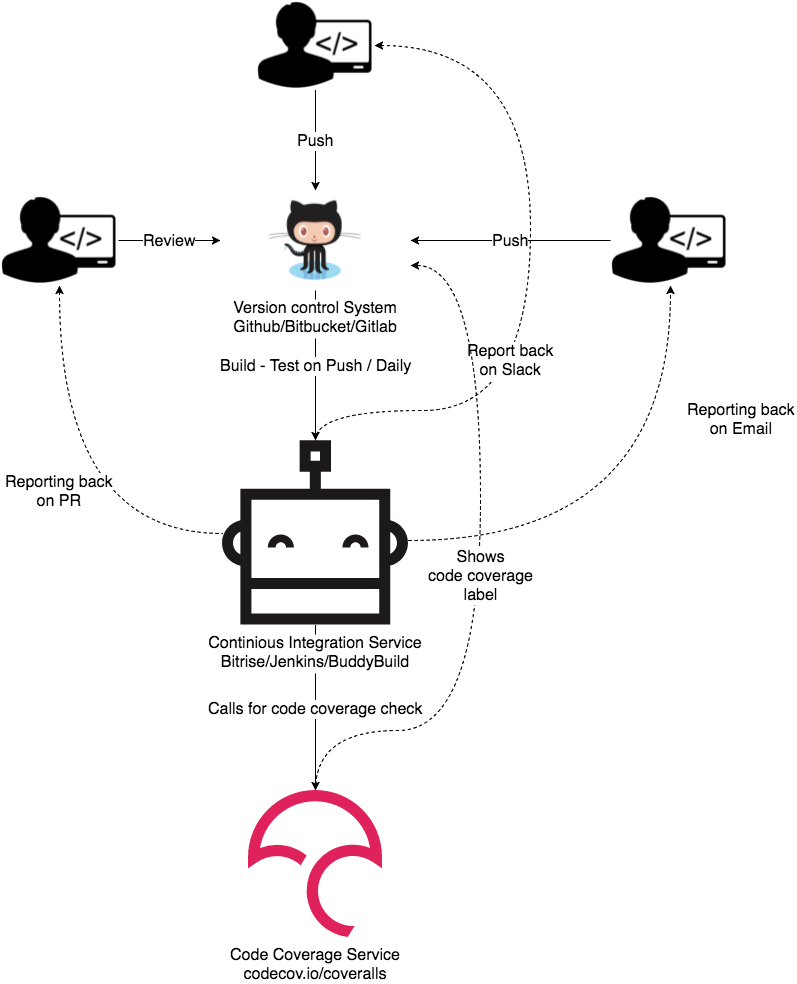 </>
Push
</>
Review
Push
</>
Version control System
Github/Bitbucket/Gitlab
Report back
on Slack
Build - Test on Push / Daily
Reporting back
on Email
Reporting back
on PR
Shows
code coverage
label
Continious Integration Service
Bitrise/Jenkins/BuddyBuild
Calls for code coverage check
Code Coverage Service
codecov.io/coveralls